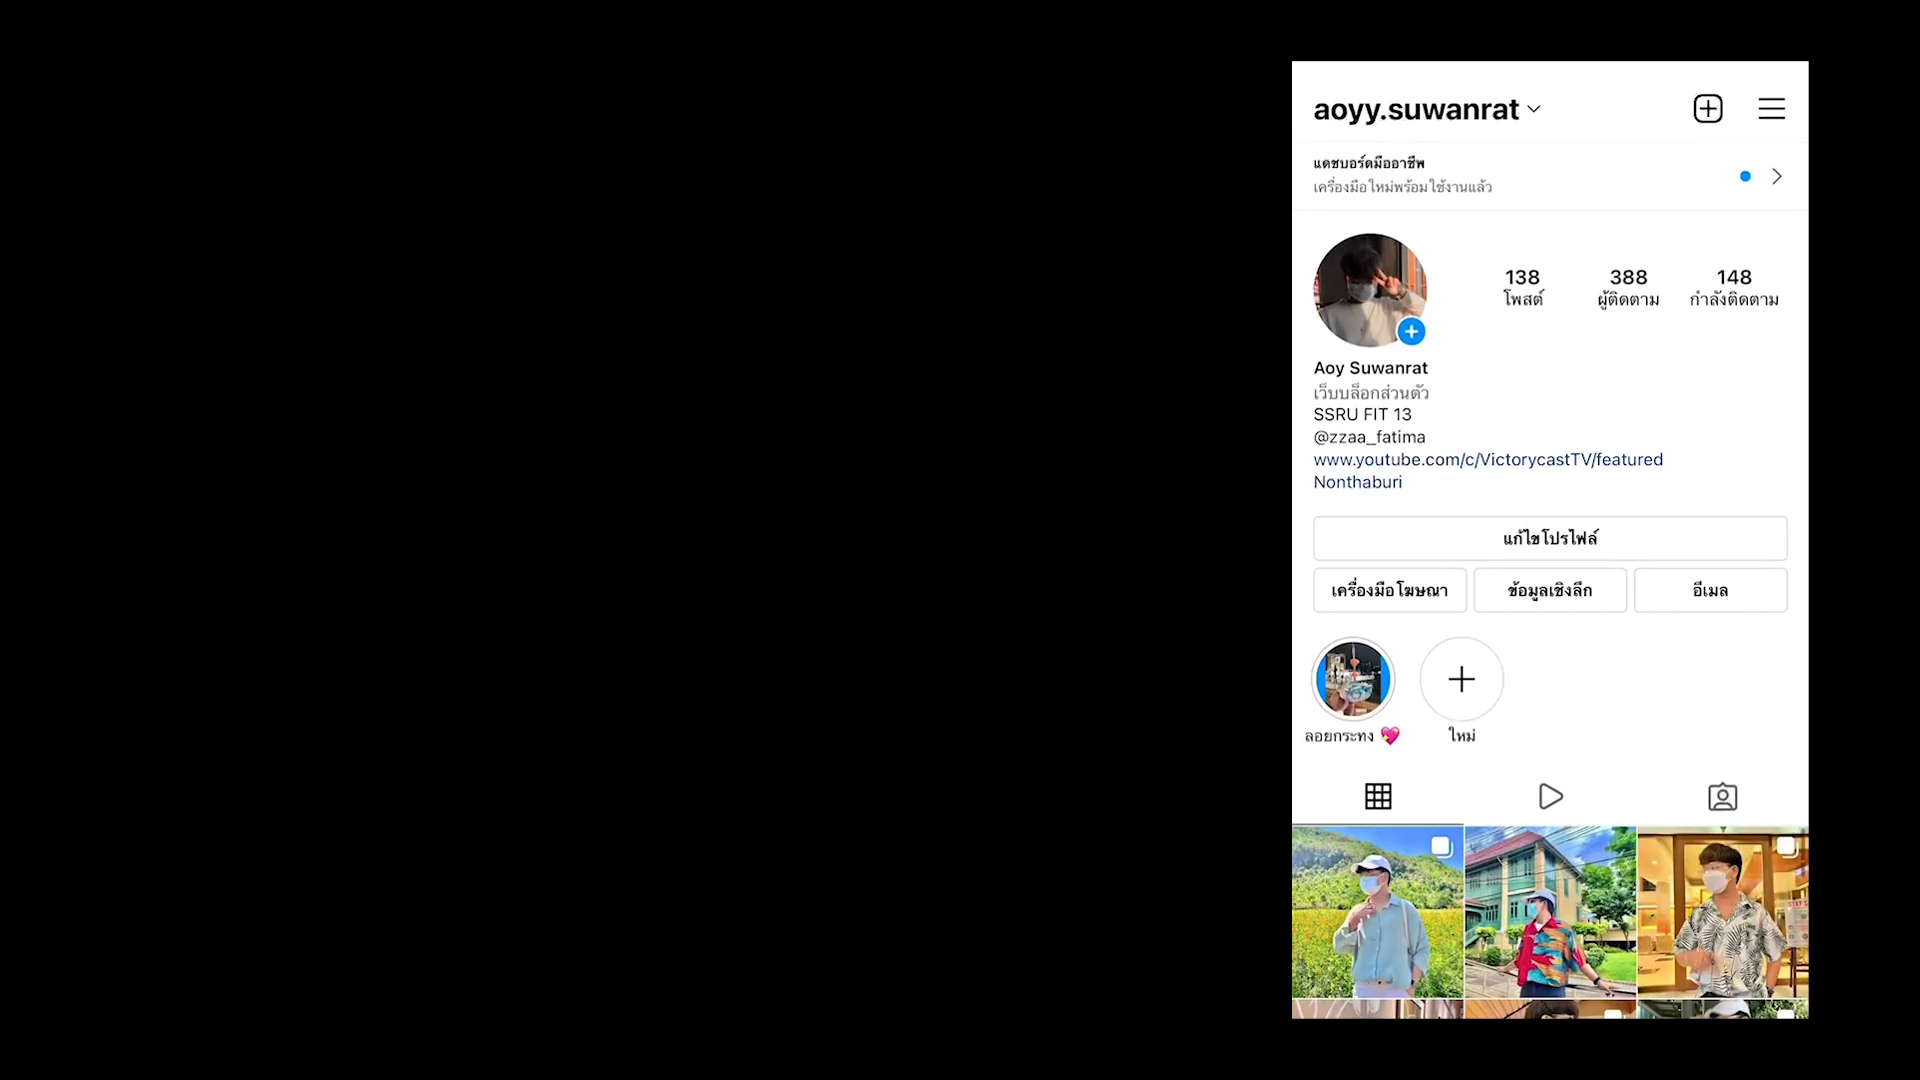 aoyy.suwanrat
แดชบอร์ดมืออาชีพ
เครื่องมือใหม่พร้อมใช้งานแล้ว
138 388 148
โพสต์ ผู้ติดตาม กำลังติดตาม
Aoy Suwanrat
เว็บบล็อกส่วนตัว
SSRU FIT 13
@zzaa_fatima
www.youtube.com/c/VictorycastTV/featured
Nonthaburi
แก้ไขโปรไฟล์
เครื่องมือโฆษณา ข้อมูลเชิงลึก อีเมล
ลอยกระทง 💖 ใหม่